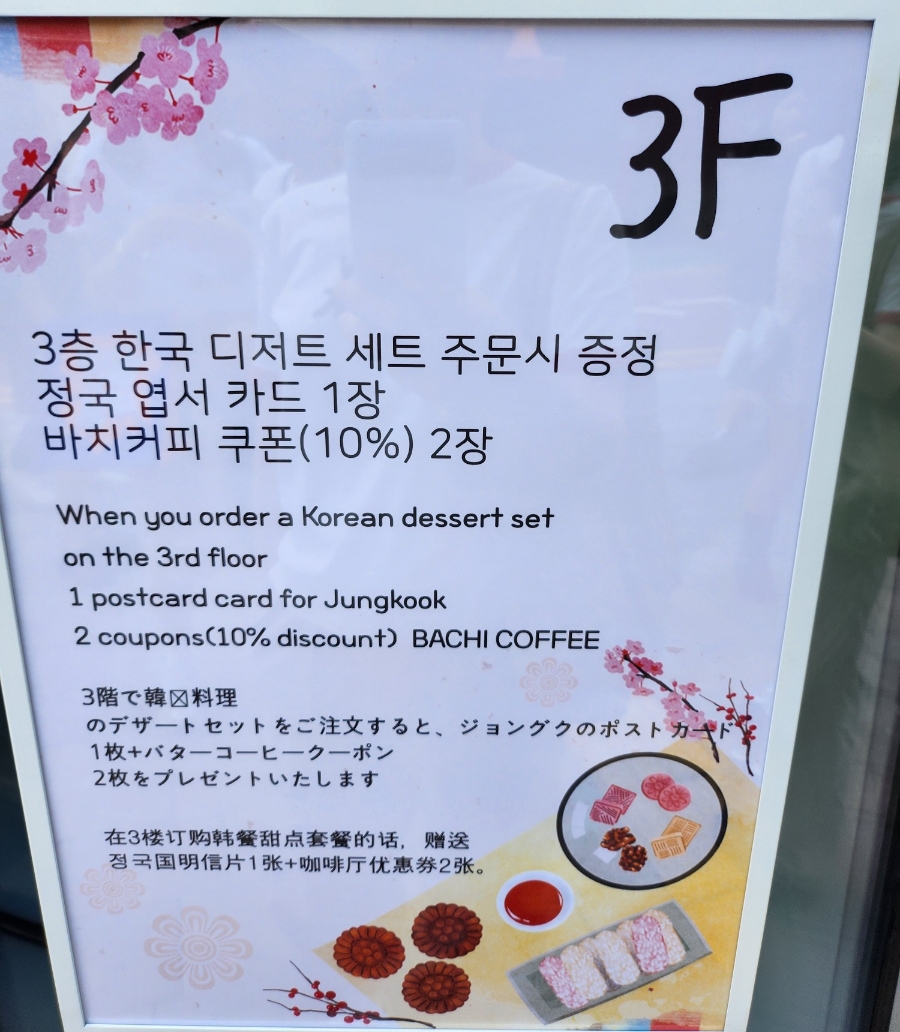 3F
3층 한국 디저트 세트 주문시 증정
정국 엽서 카드 1장
바치커피 쿠폰(10%) 2장
When you order a Korean dessert set
on the 3rd floor
1 postcard card for Jungkook
2 coupons(10% discount) BACHI COFFEE
3階で韓☒料理
のデザートセットをご注文すると、ジョングクのポストカード
1枚+バターコーヒークーポン
2枚をプレゼントいたします
在3楼订购韩餐甜点套餐的话，赠送
정국国明信片1张+咖啡厅优惠券2张。